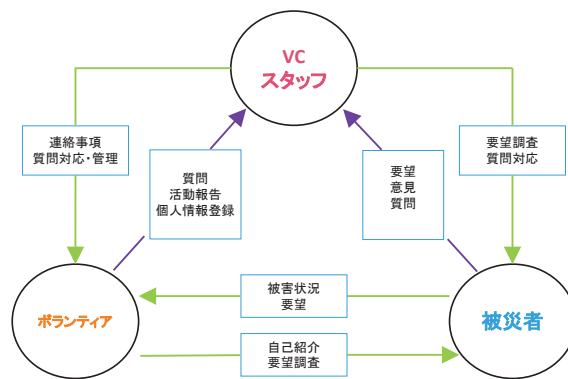 VC
スタッフ
連絡事項
質問対応・管理
要望調査
質問対応
質問
活動報告
個人情報登録
要望
意見
質問
被害状況
要望
ボランティア
被災者
自己紹介
要望調査